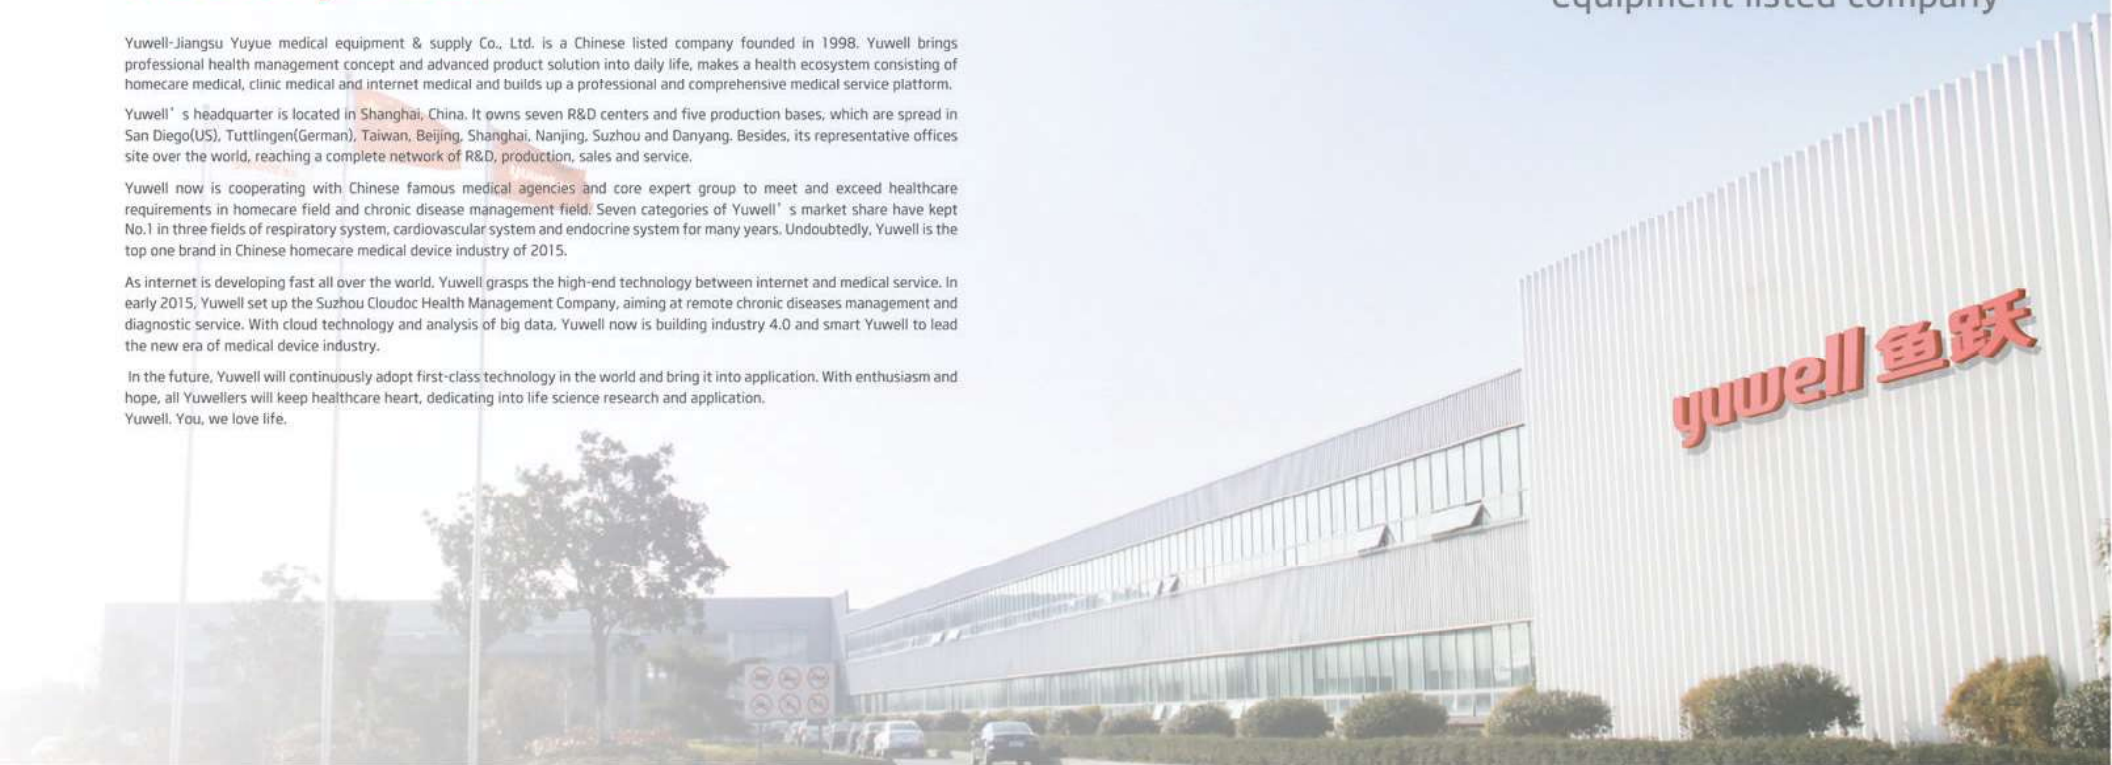 equipment listed company
Yuwell-Jiangsu Yuyue medical equipment & supply Co., Ltd. is a Chinese listed company founded in 1998. Yuwell brings
professional health management concept and advanced product solution into daily life, makes a health ecosystem consisting of
homecare medical, clinic medical and internet medical and builds up a professional and comprehensive medical service platform.
Yuwell’ s headquarter is located in Shanghai, China. It owns seven R&D centers and five production bases, which are spread in
San Diego(US), Tuttlingen(German), Taiwan, Beijing, Shanghai, Nanjing, Suzhou and Danyang. Besides, its representative offices
site over the world, reaching a complete network of R&D, production, sales and service.
Yuwell now is cooperating with Chinese famous medical agencies and core expert group to meet and exceed healthcare
requirements in homecare field and chronic disease management field. Seven categories of Yuwell’ s market share have kept
No.1 in three fields of respiratory system, cardiovascular system and endocrine system for many years. Undoubtedly, Yuwell is the
top one brand in Chinese homecare medical device industry of 2015.
As internet is developing fast all over the world, Yuwell grasps the high-end technology between internet and medical service. In
early 2015, Yuwell set up the Suzhou Cloudoc Health Management Company, aiming at remote chronic diseases management and
diagnostic service. With cloud technology and analysis of big data, Yuwell now is building industry 4.0 and smart Yuwell to lead
the new era of medical device industry.
In the future, Yuwell will continuously adopt first-class technology in the world and bring it into application. With enthusiasm and
hope, all Yuwellers will keep healthcare heart, dedicating into life science research and application.
Yuwell. You, we love life.
yuwell 鱼跃